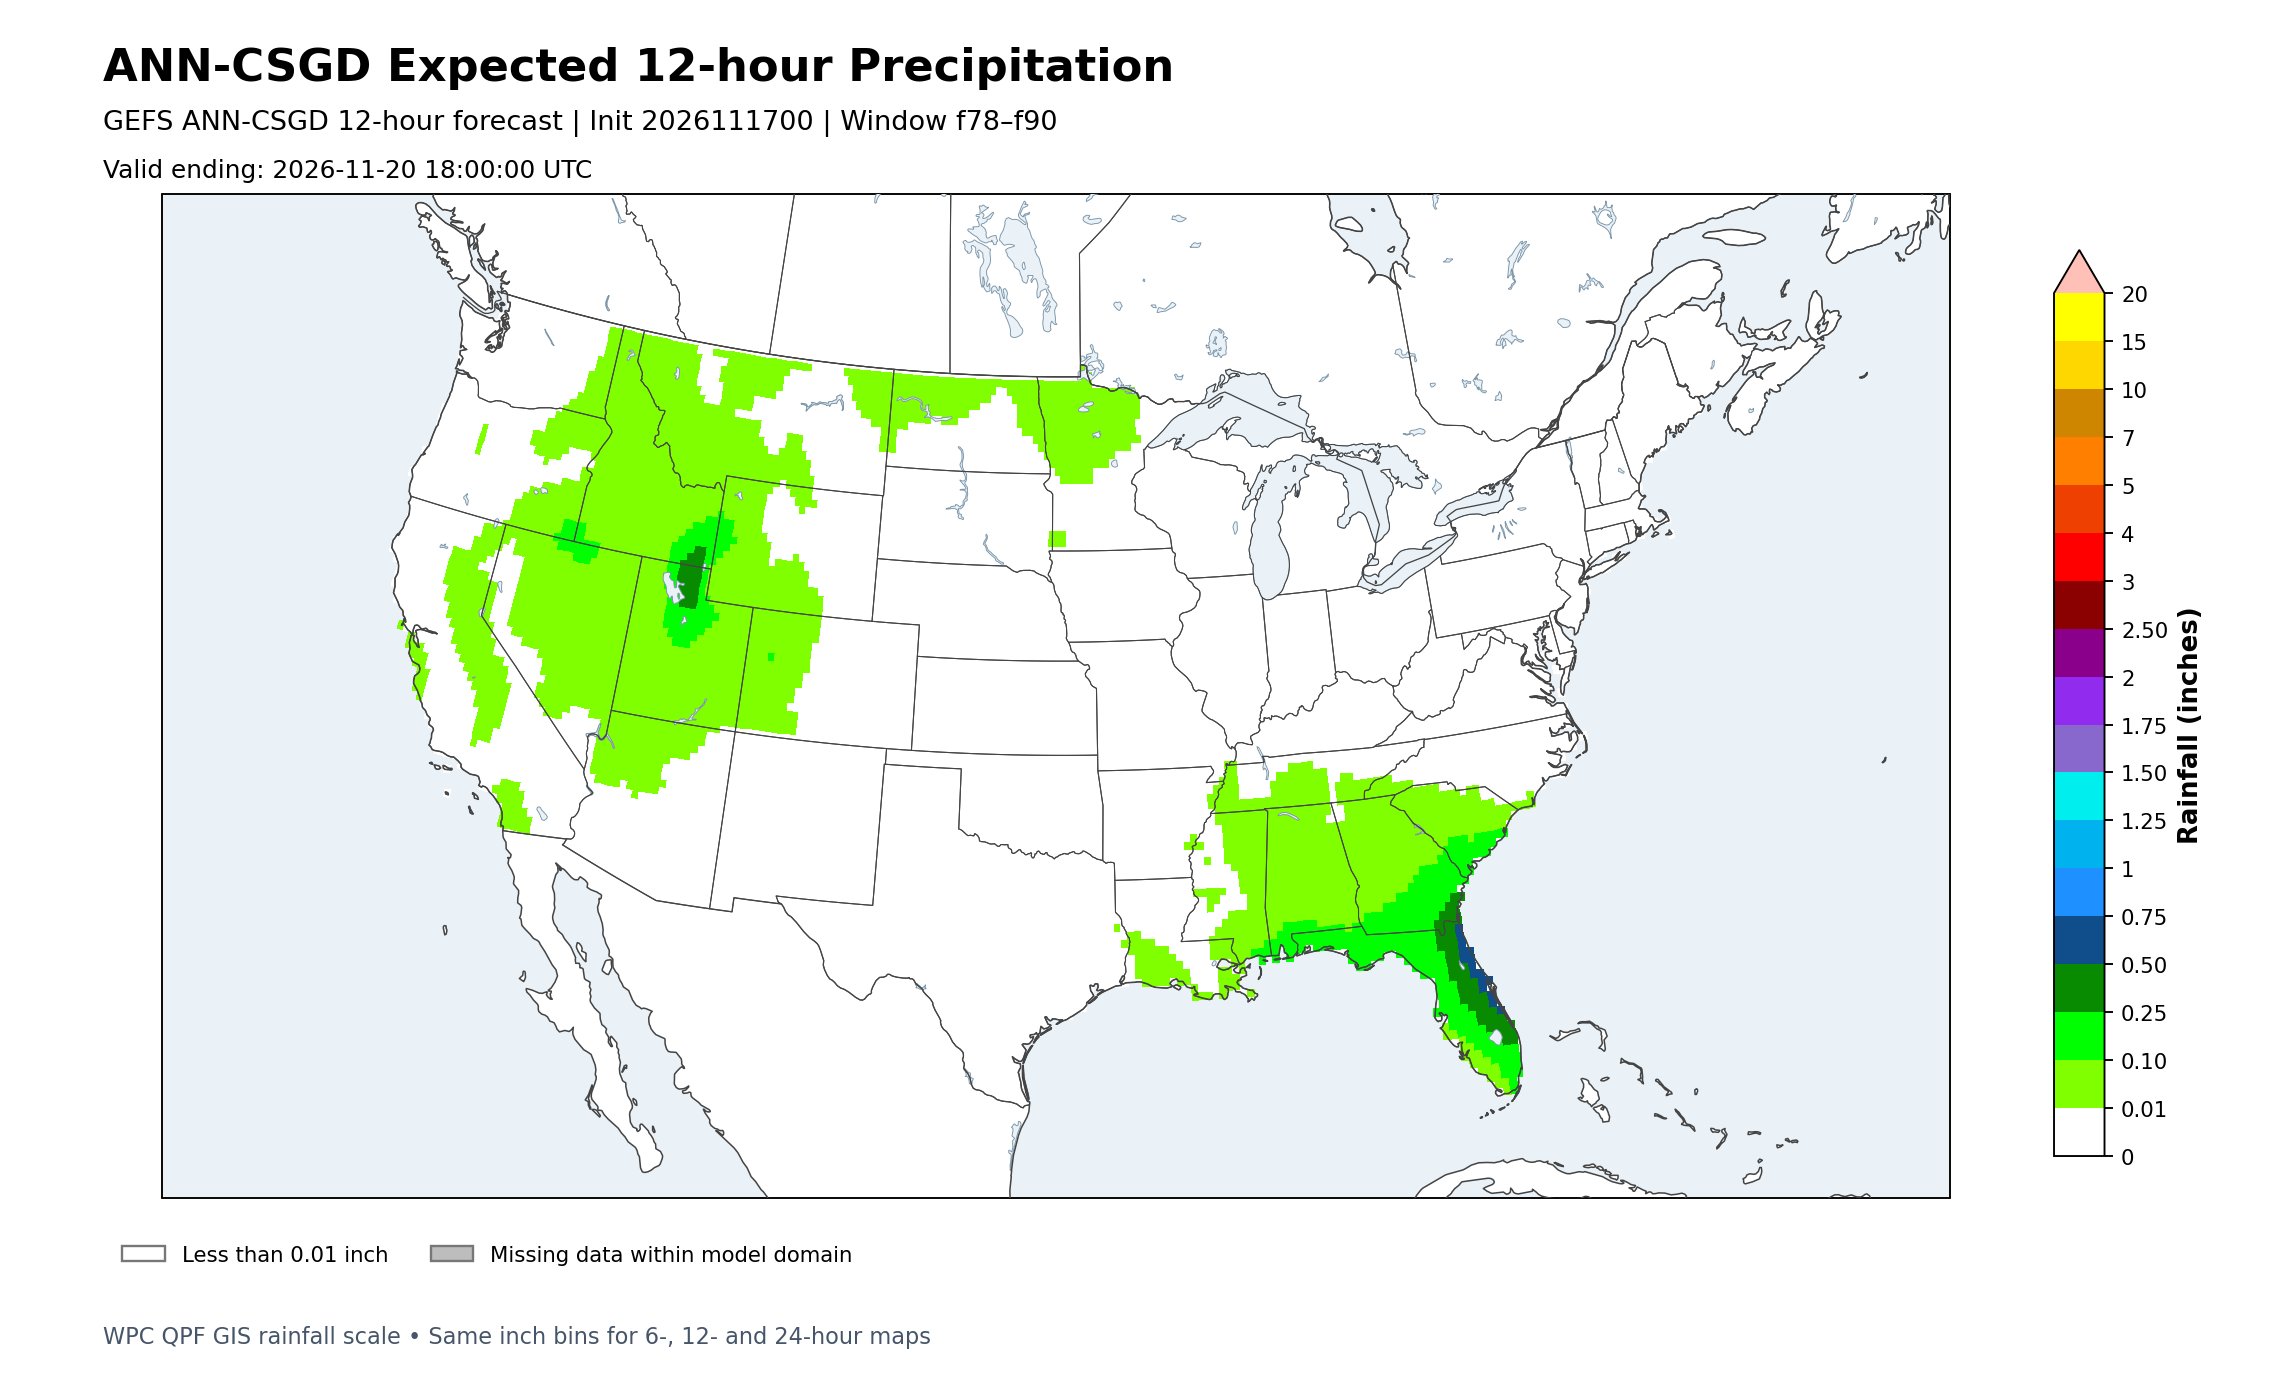 ANN-CSGD Expected 12-hour Precipitation
GEFS ANN-CSGD 12-hour forecast | Init 2026111700 | Window f78–f90
Valid ending: 2026-11-20 18:00:00 UTC
20
15
10
7
5
4
3
2.50
2
1.75
1.50
1.25
1
0.75
0.50
0.25
0.10
0.01
0
Rainfall (inches)
Less than 0.01 inch
Missing data within model domain
WPC QPF GIS rainfall scale • Same inch bins for 6-, 12- and 24-hour maps